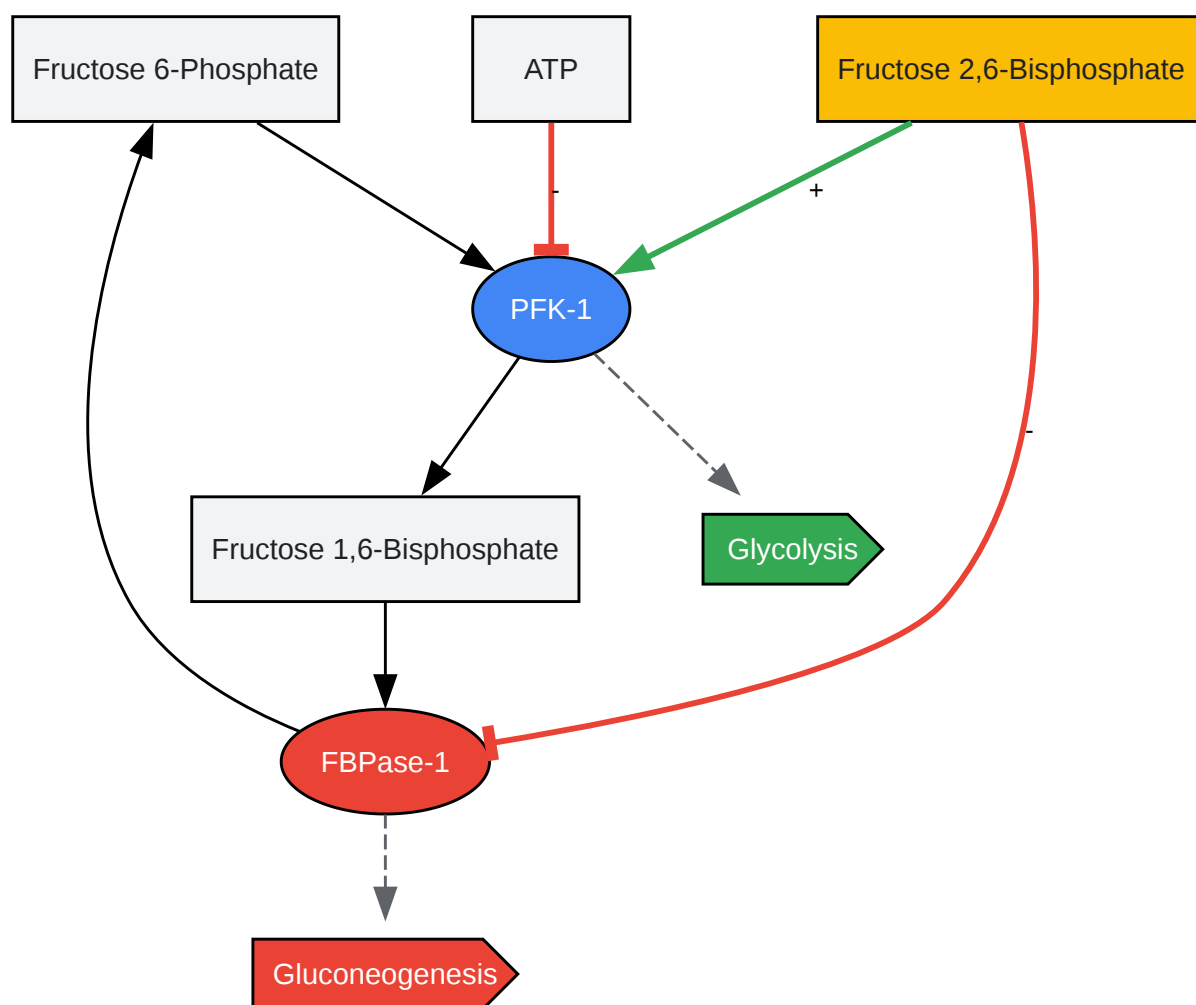 Fructose 6-Phosphate
ATP
Fructose 2,6-Bisphosphate
-
+
PFK-1
-
Fructose 1,6-Bisphosphate
Glycolysis
FBPase-1
Gluconeogenesis